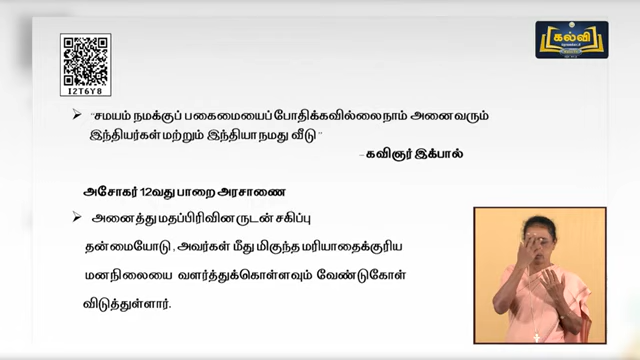 கல்வி
I2T6Y8
"சமயம் நமக்குப் பகைமையைப் போதிக்கவில்லைநாம் அனைவரும்
இந்தியர்கள் மற்றும் இந்தியா நமது வீடு"
– கவிஞர் இக்பால்
அசோகர் 12வது பாறை அரசாணை
அனைத்து மதப்பிரிவினருடன் சகிப்பு
தன்மையோடு , அவர்கள் மீது மிகுந்த மரியாதைக்குரிய
மனநிலையை வளர்த்துக்கொள்ளவும் வேண்டுகோள்
விடுத்துள்ளார்.